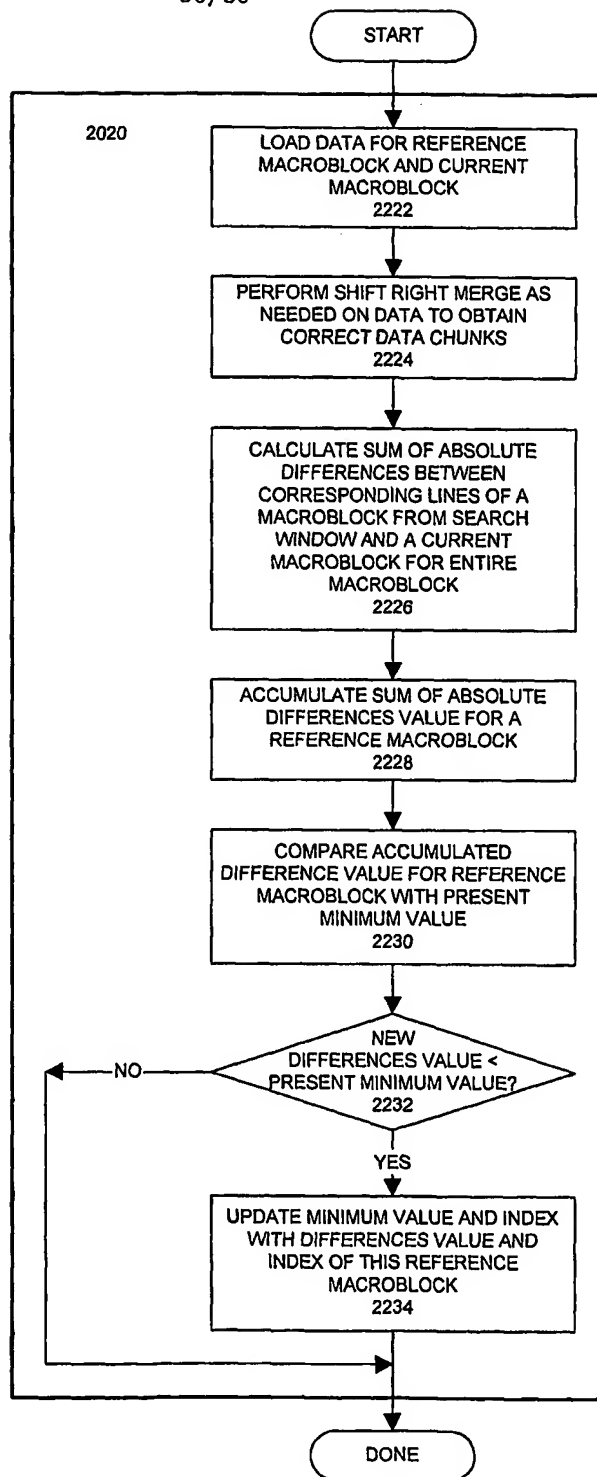 START
2020
LOAD DATA FOR REFERENCE
MACROBLOCK AND CURRENT
MACROBLOCK
2222
PERFORM SHIFT RIGHT MERGE AS
NEEDED ON DATA TO OBTAIN
CORRECT DATA CHUNKS
2224
CALCULATE SUM OF ABSOLUTE
DIFFERENCES BETWEEN
CORRESPONDING LINES OF A
MACROBLOCK FROM SEARCH
WINDOW AND A CURRENT
MACROBLOCK FOR ENTIRE
MACROBLOCK
2226
ACCUMULATE SUM OF ABSOLUTE
DIFFERENCES VALUE FOR A
REFERENCE MACROBLOCK
2228
COMPARE ACCUMULATED
DIFFERENCE VALUE FOR REFERENCE
MACROBLOCK WITH PRESENT
MINIMUM VALUE
2230
NEW
DIFFERENCES VALUE <
PRESENT MINIMUM VALUE?
2232
NO
YES
UPDATE MINIMUM VALUE AND INDEX
WITH DIFFERENCES VALUE AND
INDEX OF THIS REFERENCE
MACROBLOCK
2234
DONE